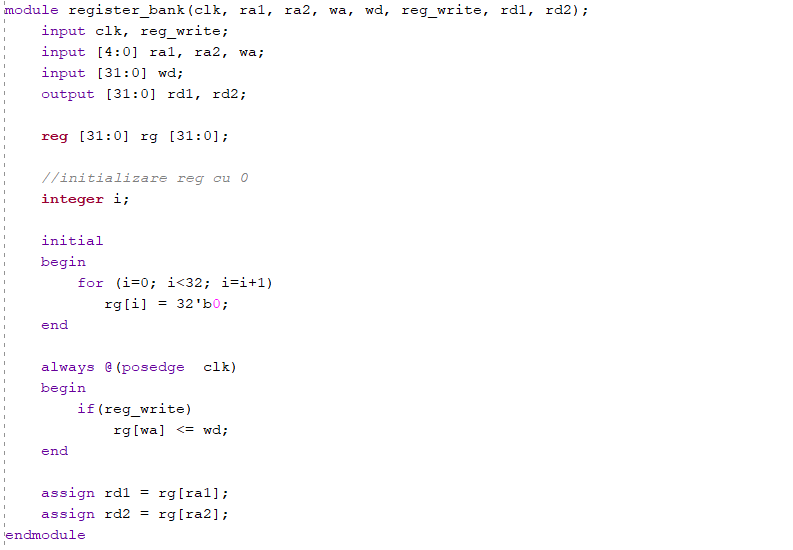 module register_bank(clk, ra1, ra2, wa, wd, reg_write, rd1, rd2);
    input clk, reg_write;
    input [4:0] ra1, ra2, wa;
    input [31:0] wd;
    output [31:0] rd1, rd2;

    reg [31:0] rg [31:0];

    //initializare reg cu 0
    integer i;

    initial
    begin
        for (i=0; i<32; i=i+1)
           rg[i] = 32'b0;
    end

    always @(posedge  clk)
    begin
        if(reg_write)
            rg[wa] <= wd;
    end

    assign rd1 = rg[ra1];
    assign rd2 = rg[ra2];
endmodule